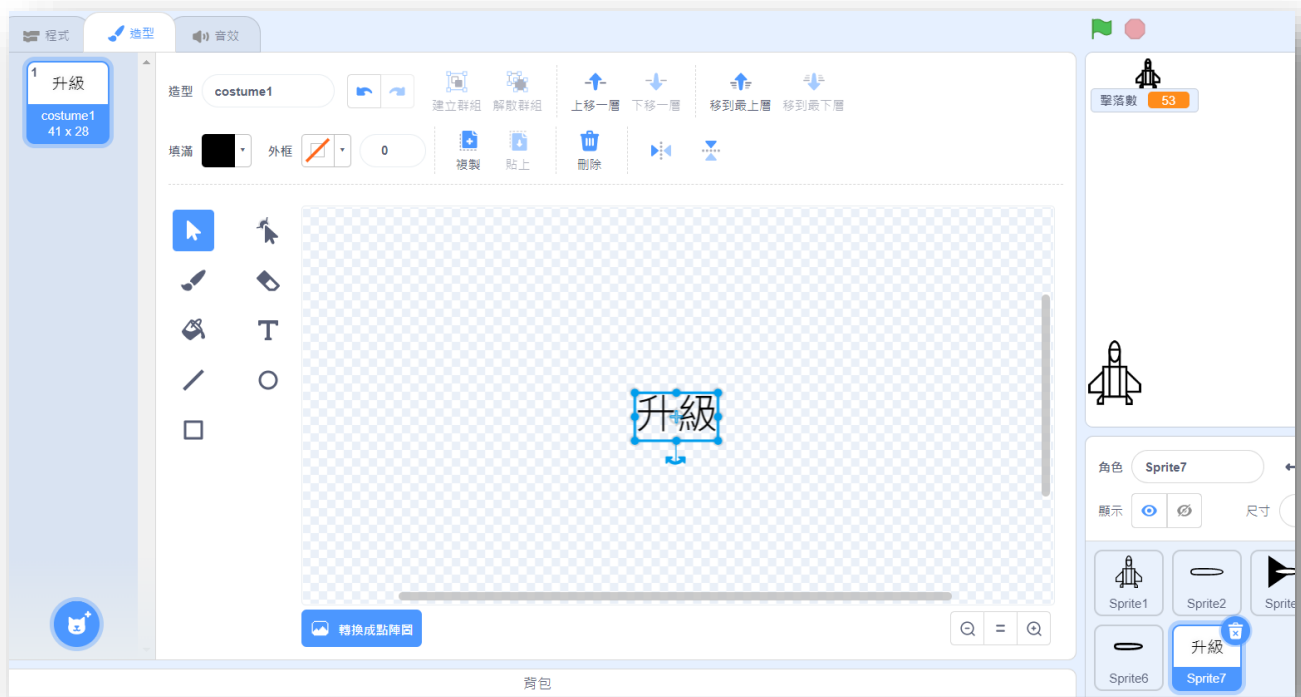 程式
造型
音效
1
升級
costume1
41 x 28
造型
costume1
建立群組
解散群組
上移一層
下移一層
移到最上層
移到最下層
填滿
外框
0
複製
貼上
刪除
升級
轉換成點陣圖
背包
擊落數 53
角色
Sprite7
顯示
尺寸
Sprite1
Sprite2
Sprite
Sprite6
升級
Sprite7